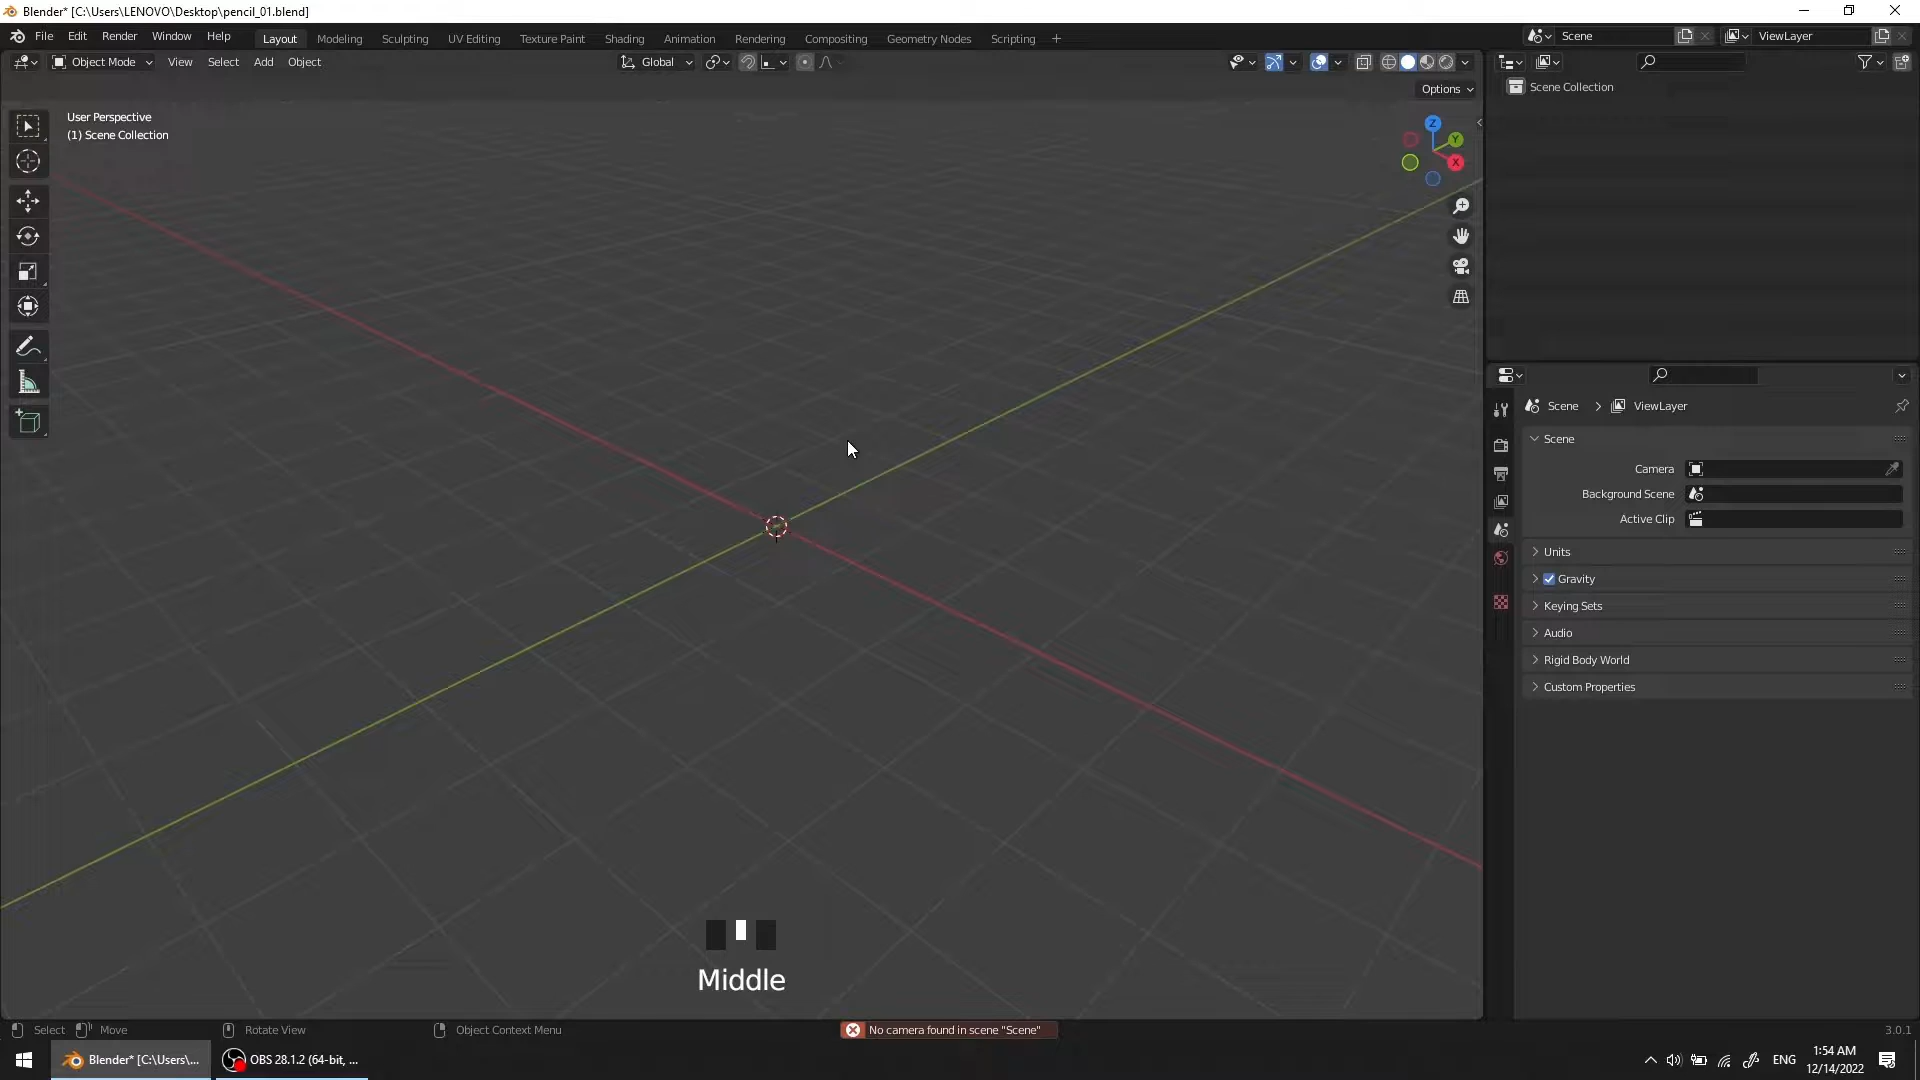 Blender* [C:\Users\LENOVO\Desktop\pencil_01.blend]
File Edit Render Window Help Layout Modeling Sculpting UV Editing Texture Paint Shading Animation Rendering Compositing Geometry Nodes Scripting + Scene ViewLayer
Object Mode View Select Add Object Global
Options
Scene Collection
User Perspective
(1) Scene Collection
Z
Y
X
Scene > ViewLayer
Scene
Camera
Background Scene
Active Clip
Units
Gravity
Keying Sets
Audio
Rigid Body World
Custom Properties
Middle
Select Move Rotate View Object Context Menu No camera found in scene "Scene" 3.0.1
Blender* [C:\Users\... OBS 28.1.2 (64-bit, ... ENG 1:54 AM
12/14/2022